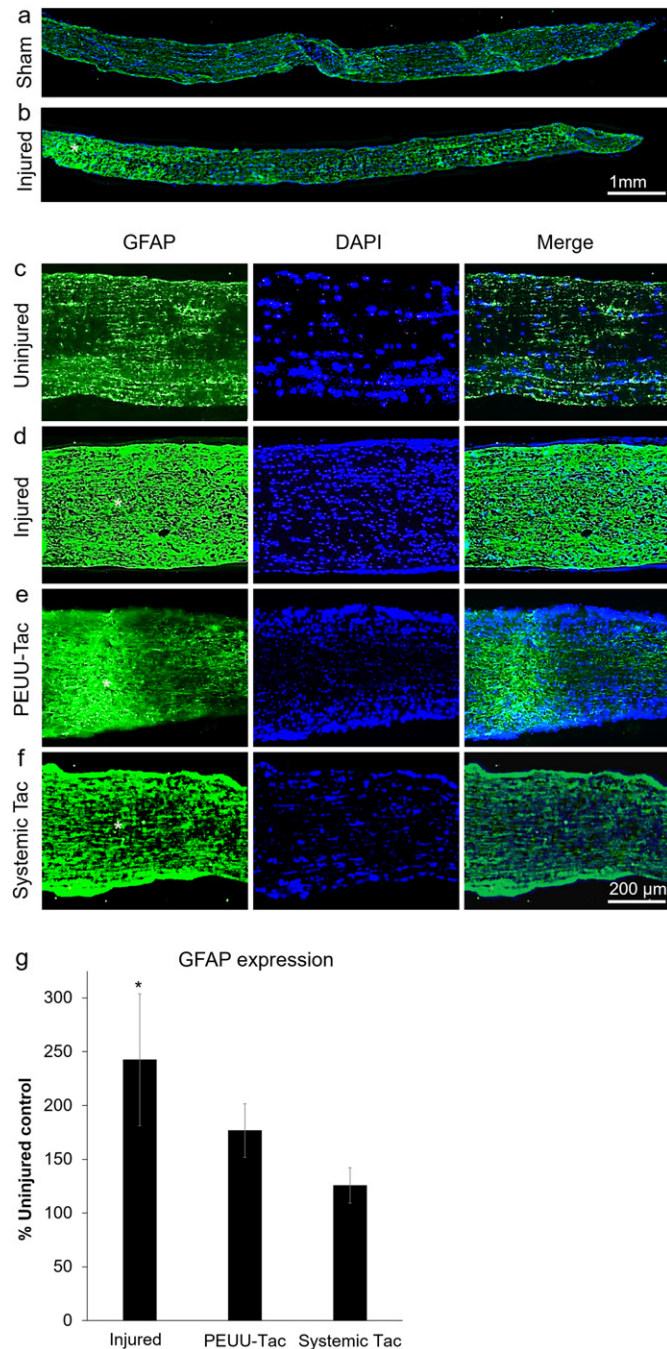 a
Sham
b
Injured
*
1mm
GFAP DAPI Merge
c
Uninjured
d
Injured
*
e
PEUU-Tac
*
f
Systemic Tac
*
200 µm
g
GFAP expression
*
% Uninjured control
300
250
200
150
100
50
0
Injured PEUU-Tac Systemic Tac